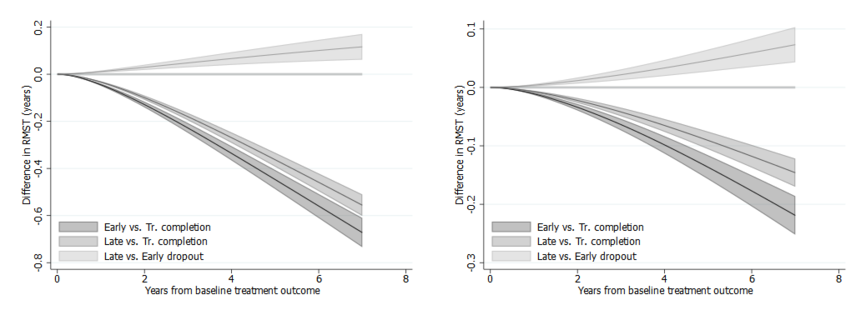 Difference in RMST (years)
0.2
0.0
-0.2
-0.4
-0.6
-0.8
Early vs. Tr. completion
Late vs. Tr. completion
Late vs. Early dropout
0 2 4 6 8
Years from baseline treatment outcome
Difference in RMST (years)
0.1
0.0
-0.1
-0.2
-0.3
Early vs. Tr. completion
Late vs. Tr. completion
Late vs. Early dropout
0 2 4 6 8
Years from baseline treatment outcome